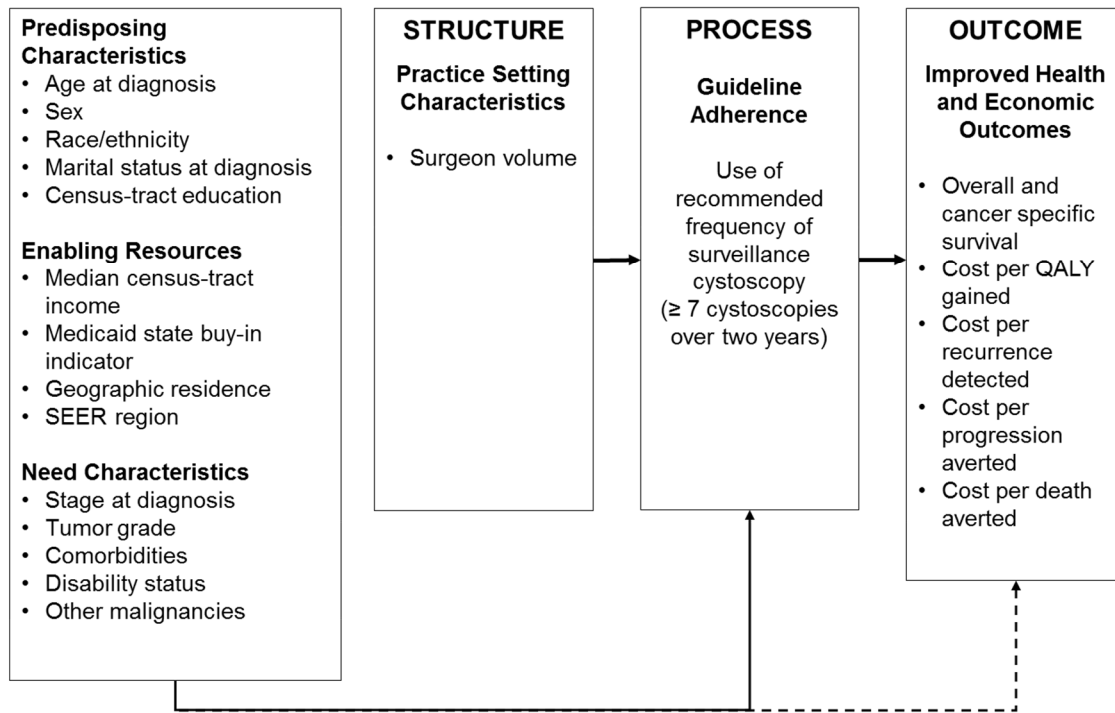 Predisposing
Characteristics
• Age at diagnosis
• Sex
• Race/ethnicity
• Marital status at diagnosis
• Census-tract education
Enabling Resources
• Median census-tract
income
• Medicaid state buy-in
indicator
• Geographic residence
• SEER region
Need Characteristics
• Stage at diagnosis
• Tumor grade
• Comorbidities
• Disability status
• Other malignancies
STRUCTURE
Practice Setting
Characteristics
• Surgeon volume
PROCESS
Guideline
Adherence
Use of
recommended
frequency of
surveillance
cystoscopy
(≥ 7 cystoscopies
over two years)
OUTCOME
Improved Health
and Economic
Outcomes
• Overall and
cancer specific
survival
• Cost per QALY
gained
• Cost per
recurrence
detected
• Cost per
progression
averted
• Cost per death
averted